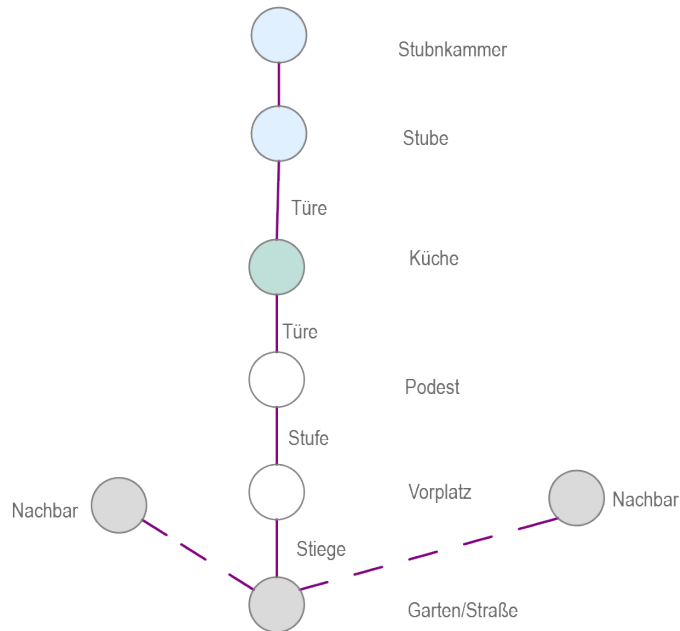 Stubnkammer
Stube
Türe
Küche
Türe
Podest
Stufe
Vorplatz
Nachbar
Nachbar
Stiege
Garten/Straße